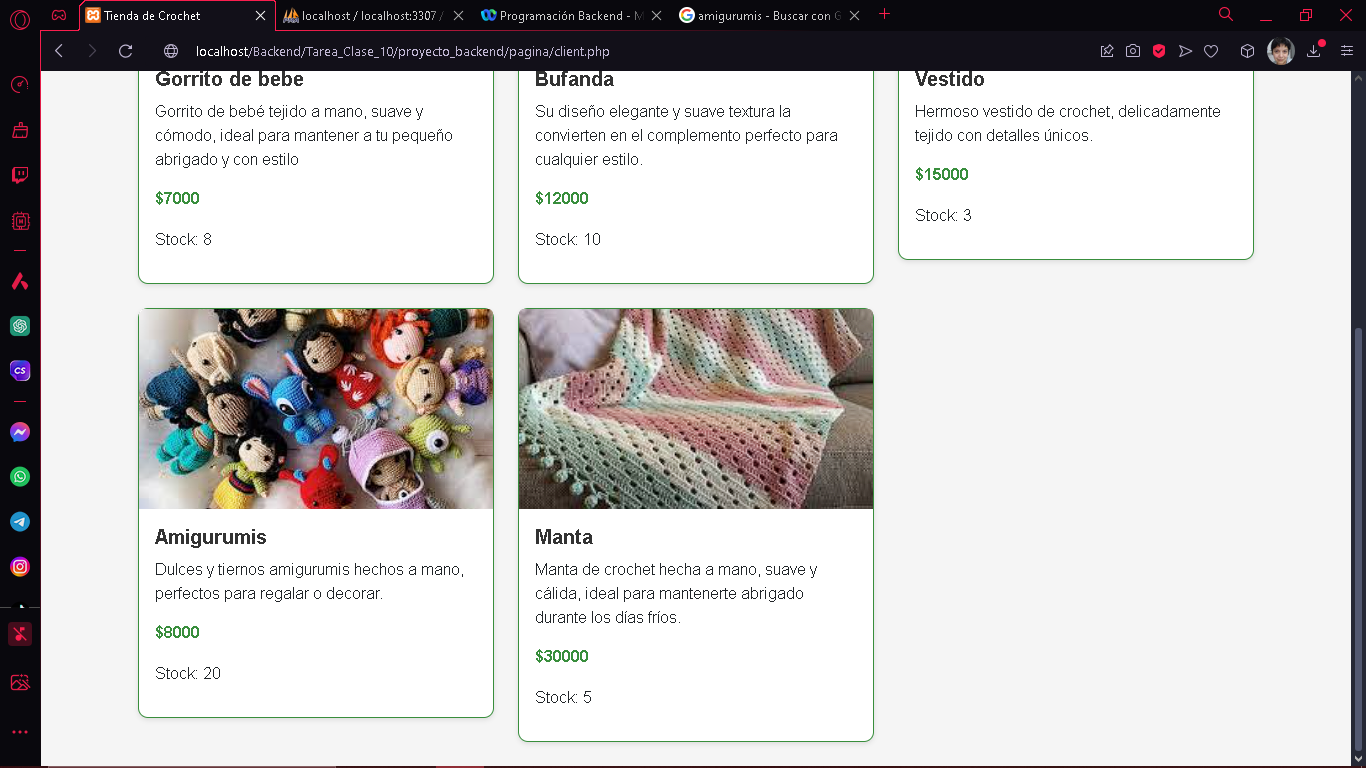 Tienda de Crochet
localhost / localhost:3307 /
Programación Backend - M
amigurumis - Buscar con G
localhost/Backend/Tarea_Clase_10/proyecto_backend/pagina/client.php
Gorrito de bebe
Gorrito de bebé tejido a mano, suave y
cómodo, ideal para mantener a tu pequeño
abrigado y con estilo
$7000
Stock: 8
Bufanda
Su diseño elegante y suave textura la
convierten en el complemento perfecto para
cualquier estilo.
$12000
Stock: 10
Vestido
Hermoso vestido de crochet, delicadamente
tejido con detalles únicos.
$15000
Stock: 3
Amigurumis
Dulces y tiernos amigurumis hechos a mano,
perfectos para regalar o decorar.
$8000
Stock: 20
Manta
Manta de crochet hecha a mano, suave y
cálida, ideal para mantenerte abrigado
durante los días fríos.
$30000
Stock: 5
CS